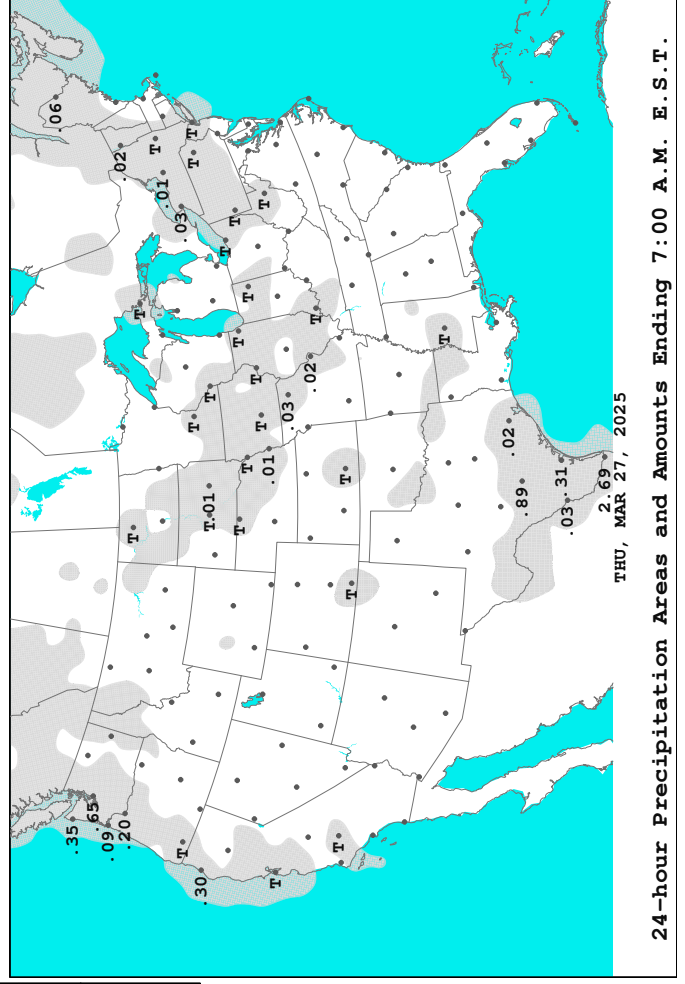 .35
.65
.09
.20
T
.30
T
T
T
T
.01
T
T
.01
T
T
.03
T
T
.02
T
T
T
T
T
T
T
.03
.01
.02
T
T
T
.06
T
T
.02
.89
.31
.03
2.69
THU, MAR 27, 2025
24-hour Precipitation Areas and Amounts Ending 7:00 A.M. E.S.T.